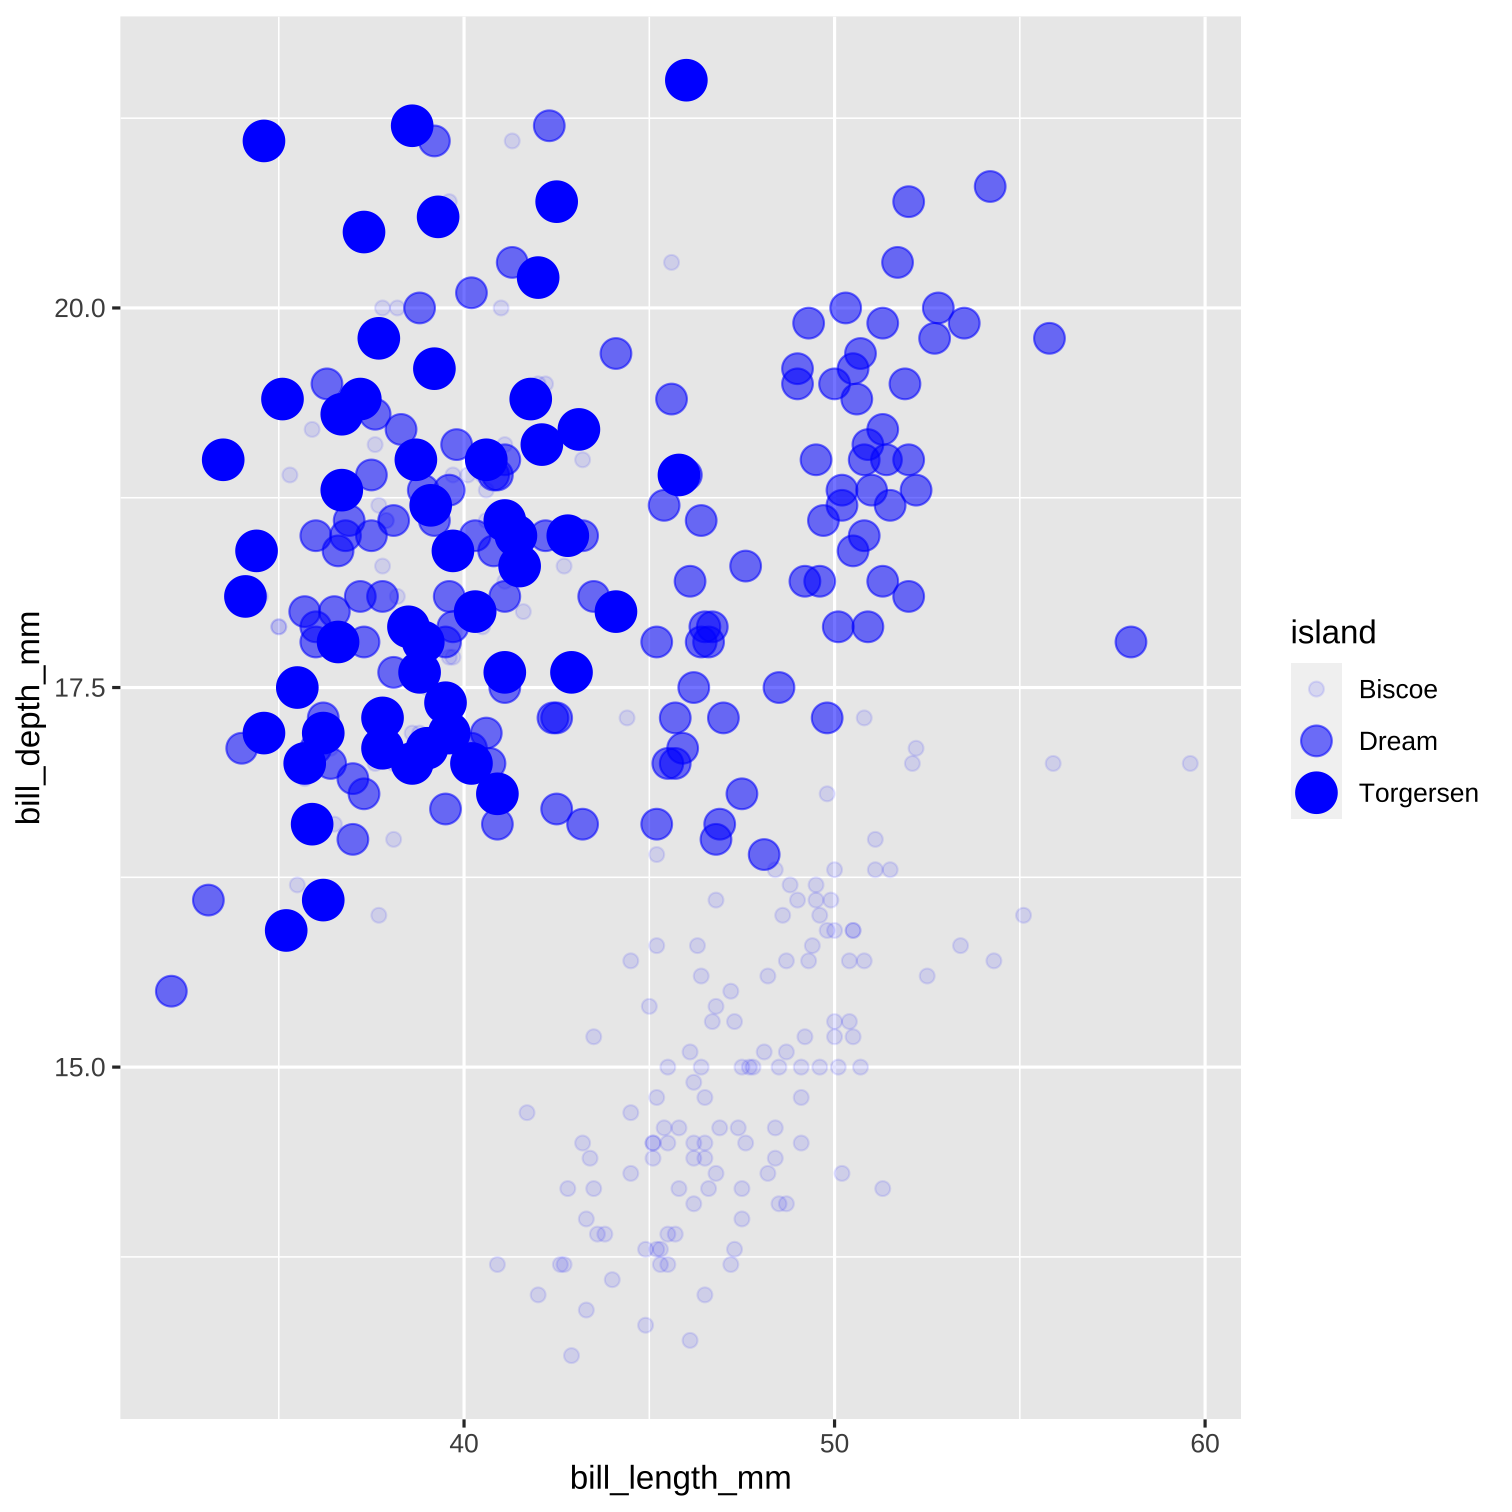 20.0
17.5
15.0
bill_depth_mm
40
50
60
bill_length_mm
island
Biscoe
Dream
Torgersen